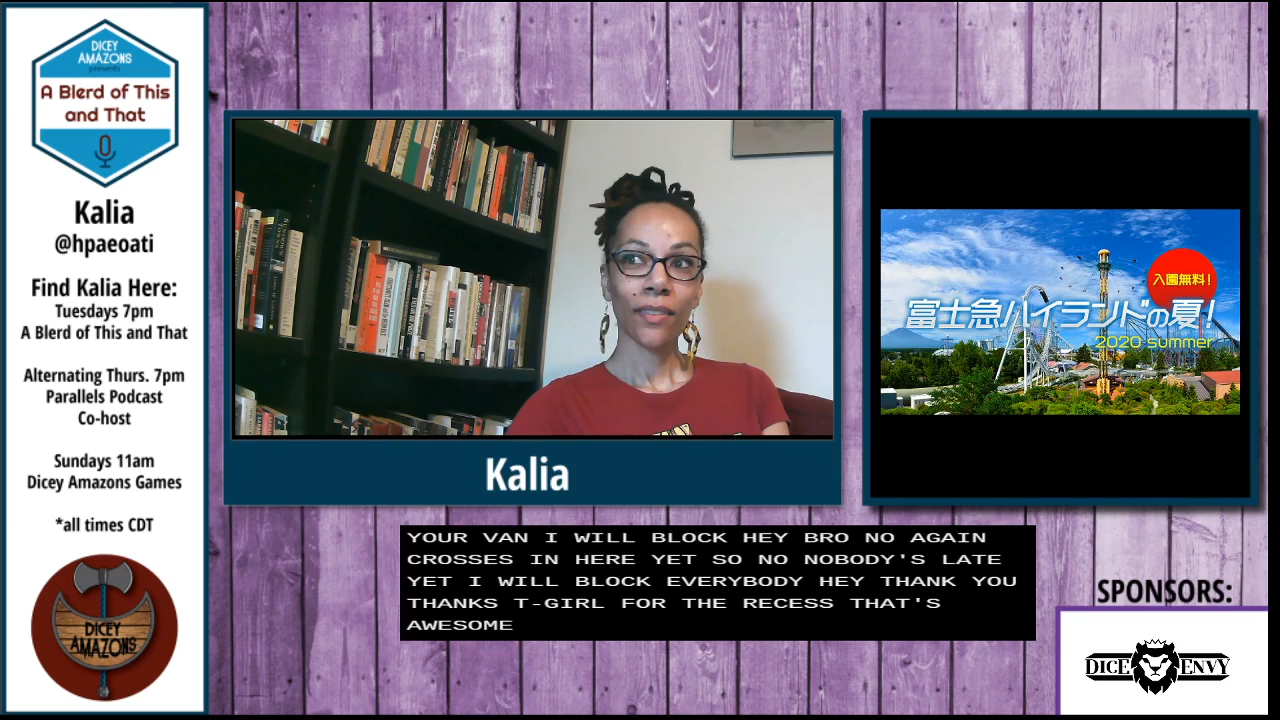 DICEY
AMAZONS
presents
A Blerd of This
and That
Kalia
@hpaeoati
Find Kalia Here:
Tuesdays 7pm
A Blerd of This and That
Alternating Thurs. 7pm
Parallels Podcast
Co-host
Sundays 11am
Dicey Amazons Games
*all times CDT
DICEY
AMAZONS
Kalia
入園無料!
富士急ハイランドの夏!
2020 summer
YOUR VAN I WILL BLOCK HEY BRO NO AGAIN
CROSSES IN HERE YET SO NO NOBODY'S LATE
YET I WILL BLOCK EVERYBODY HEY THANK YOU
THANKS T-GIRL FOR THE RECESS THAT'S
AWESOME
SPONSORS:
DICE ENVY